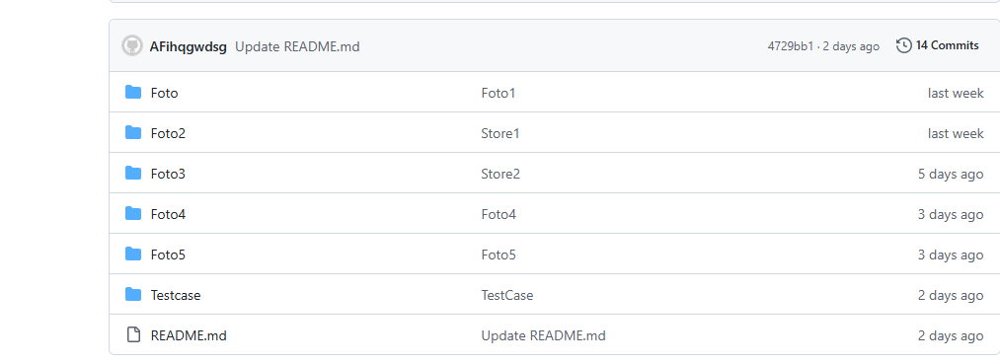 AFihqgwdsg Update README.md 4729bb1 · 2 days ago 14 Commits
Foto Foto1 last week
Foto2 Store1 last week
Foto3 Store2 5 days ago
Foto4 Foto4 3 days ago
Foto5 Foto5 3 days ago
Testcase TestCase 2 days ago
README.md Update README.md 2 days ago